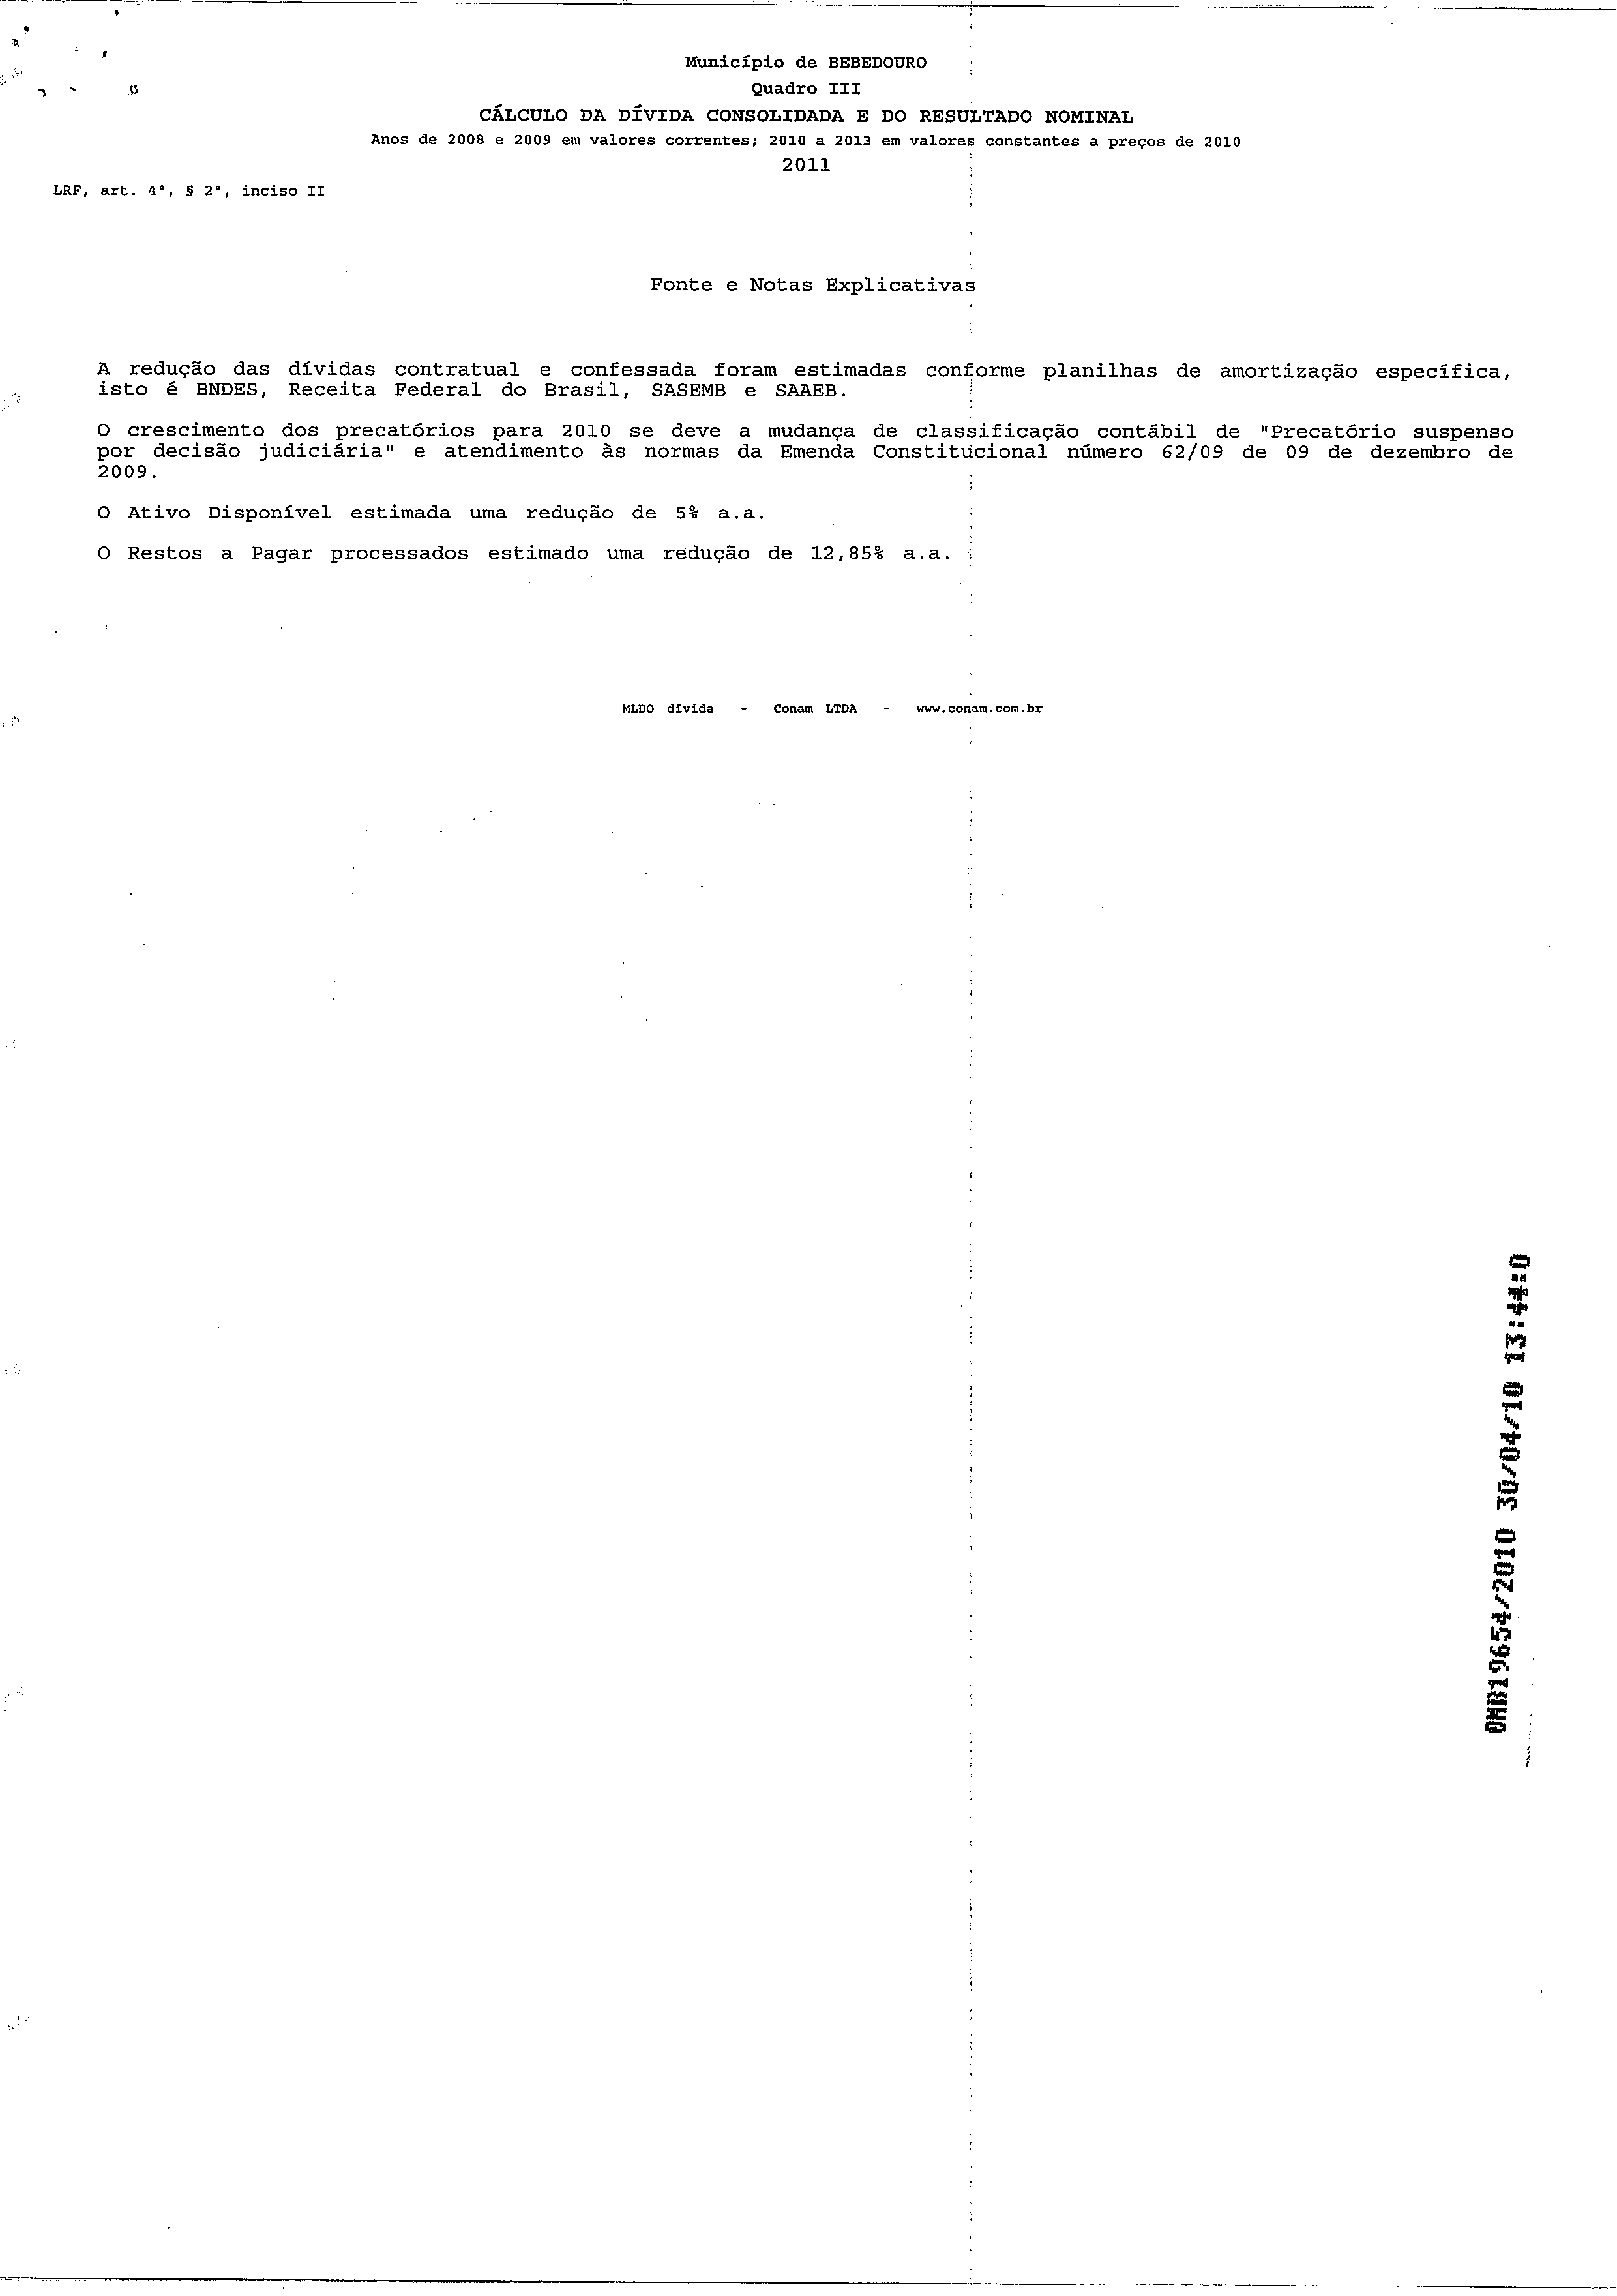 Município de BEBEDOURO
Quadro III
CÁLCULO DA DÍVIDA CONSOLIDADA E DO RESULTADO NOMINAL
Anos de 2008 e 2009 em valores correntes; 2010 a 2013 em valores constantes a preços de 2010
2011
LRF, art. 4°, § 2°, inciso II
Fonte e Notas Explicativas
A redução das dívidas contratual e confessada foram estimadas conforme planilhas de amortização específica,
isto é BNDES, Receita Federal do Brasil, SASEMB e SAAEB.
O crescimento dos precatórios para 2010 se deve a mudança de classificação contábil de "Precatório suspenso
por decisão judiciária" e atendimento às normas da Emenda Constitucional número 62/09 de 09 de dezembro de
2009.
O Ativo Disponível estimada uma redução de 5% a.a.
O Restos a Pagar processados estimado uma redução de 12,85% a.a.
MLDO dívida - Conam LTDA - www.conam.com.br
30/04/10